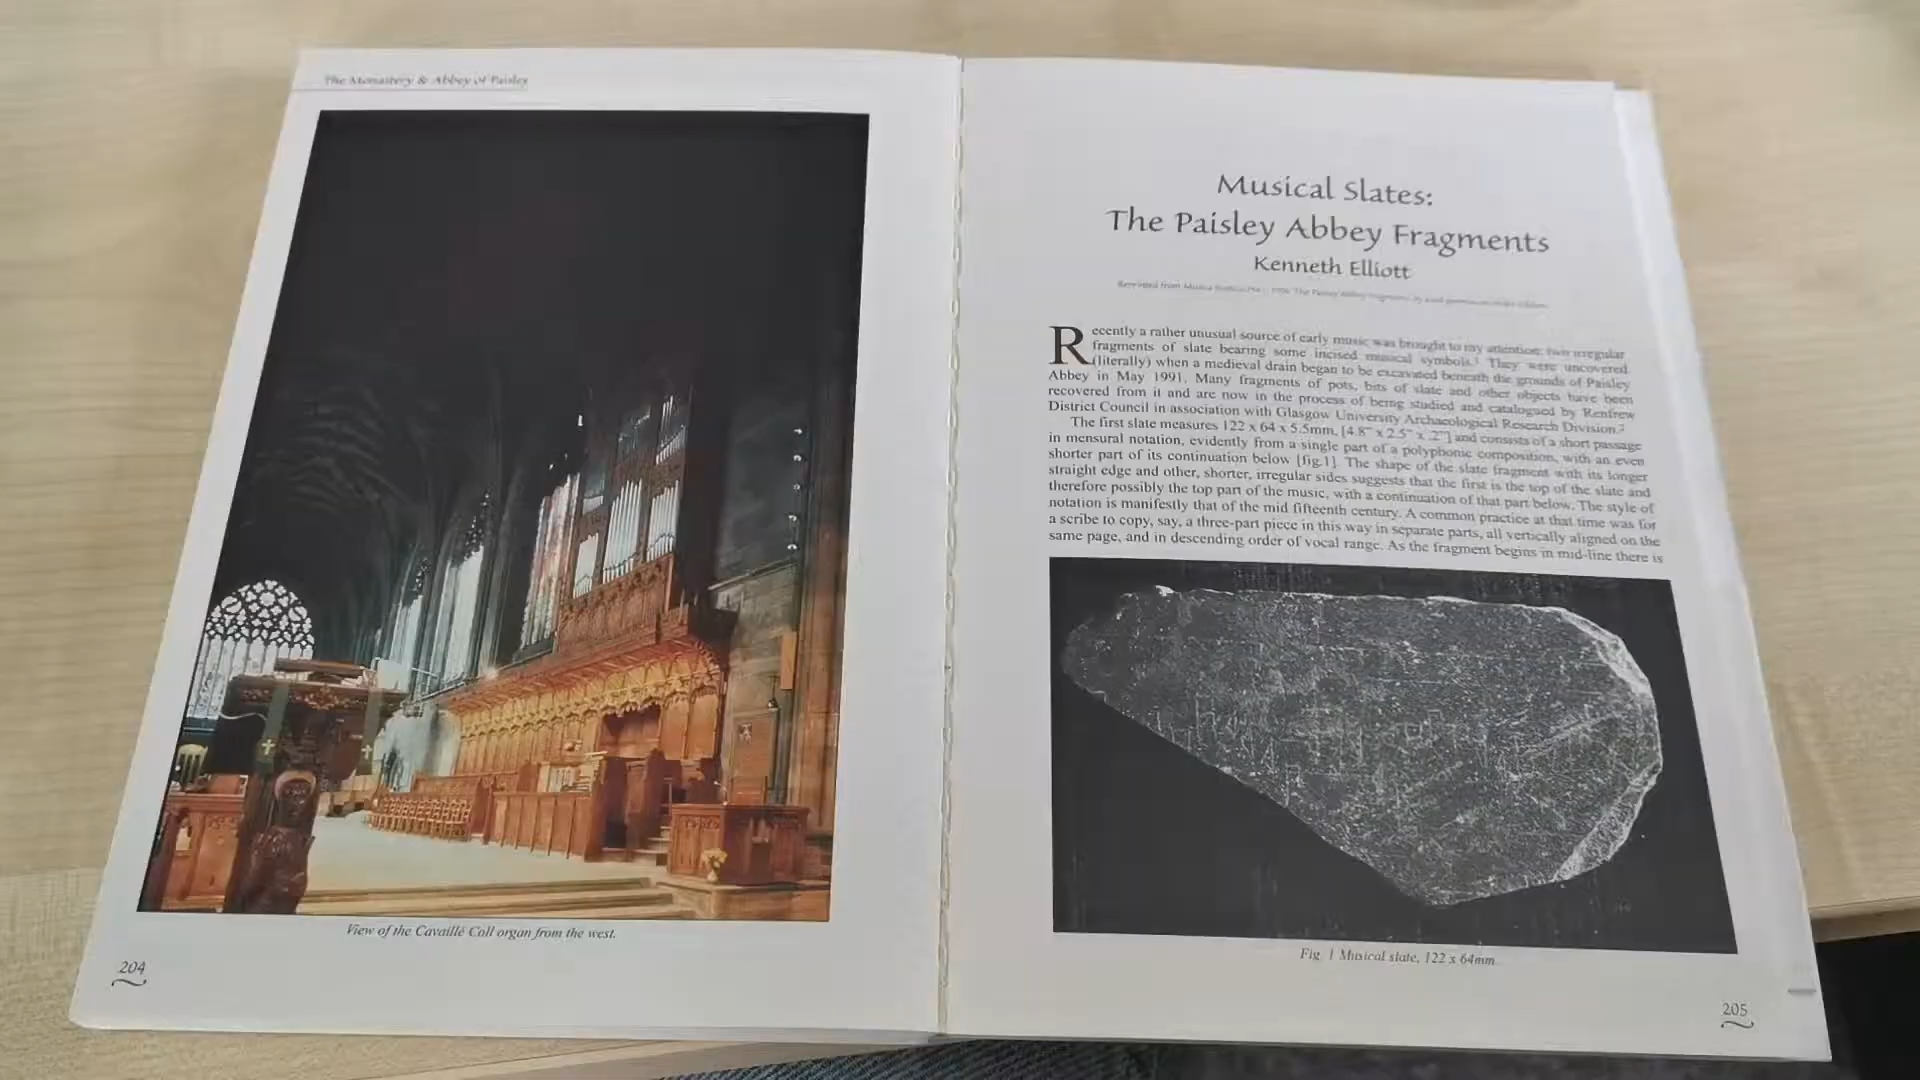 The Monastery & Abbey of Paisley
View of the Cavaillé Coll organ from the west.
204
Musical Slates:
The Paisley Abbey Fragments
Kenneth Elliott
Reprinted from Musica Scotica
Recently a rather unusual source of early music was brought to my attention: two irregular
fragments of slate bearing some incised musical symbols.¹ They were uncovered
(literally) when a medieval drain began to be excavated beneath the grounds of Paisley
Abbey in May 1991. Many fragments of pots, bits of slate and other objects have been
recovered from it and are now in the process of being studied and catalogued by Renfrew
District Council in association with Glasgow University Archaeological Research Division.²
The first slate measures 122 x 64 x 5.5mm, [4.8" x 2.5" x .2"] and consists of a short passage
in mensural notation, evidently from a single part of a polyphonic composition, with an even
shorter part of its continuation below [fig.1]. The shape of the slate fragment with its longer
straight edge and other, shorter, irregular sides suggests that the first is the top of the slate and
therefore possibly the top part of the music, with a continuation of that part below. The style of
notation is manifestly that of the mid fifteenth century. A common practice at that time was for
a scribe to copy, say, a three-part piece in this way in separate parts, all vertically aligned on the
same page, and in descending order of vocal range. As the fragment begins in mid-line there is
Fig. 1 Musical slate, 122 x 64mm.
205